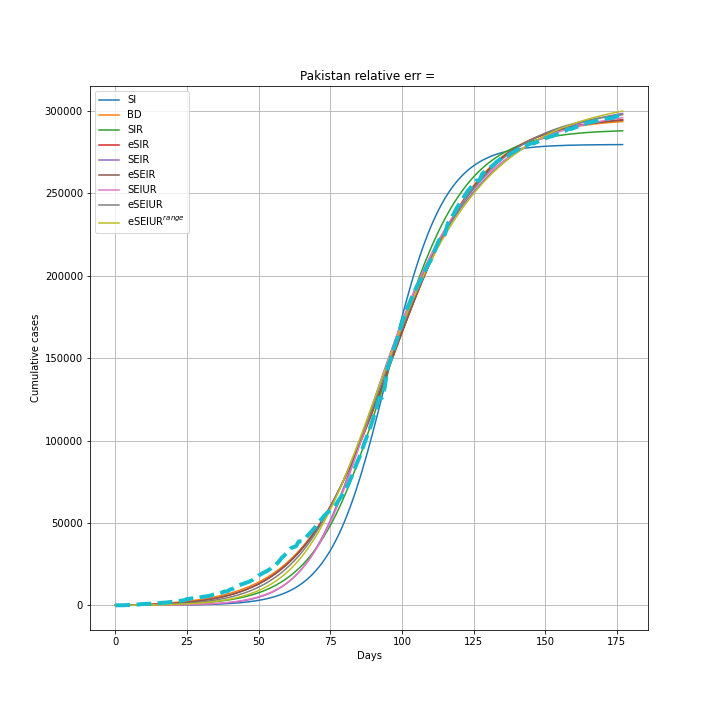 Pakistan relative err =
SI
BD
SIR
eSIR
SEIR
eSEIR
SEIUR
eSEIUR
eSEIUR^range
300000
250000
200000
150000
100000
50000
0
Cumulative cases
0 25 50 75 100 125 150 175
Days